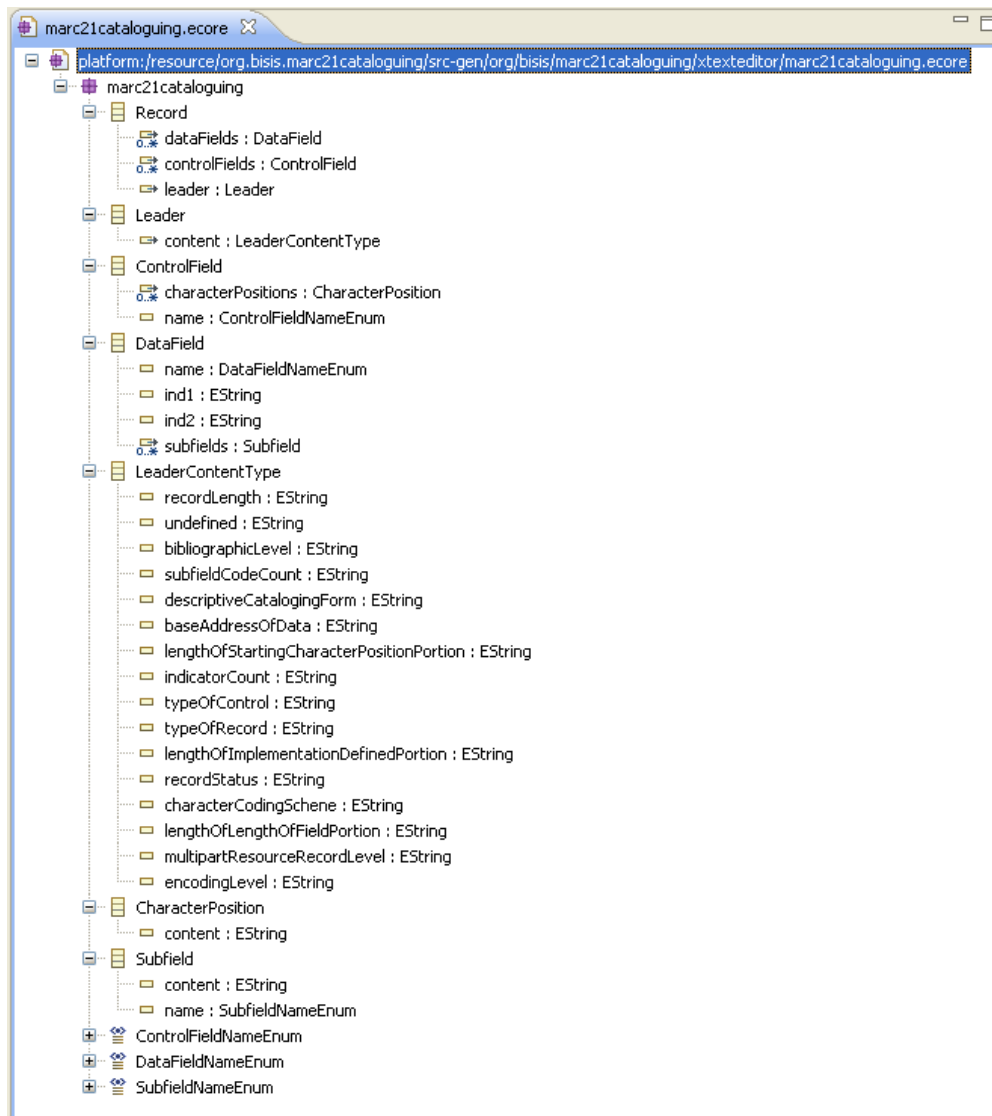 marc21cataloguing.ecore
platform:/resource/org.bisis.marc21cataloguing/src-gen/org/bisis/marc21cataloguing/xtexteditor/marc21cataloguing.ecore
marc21cataloguing
Record
0..* dataFields : DataField
0..* controlFields : ControlField
leader : Leader
Leader
content : LeaderContentType
ControlField
0..* characterPositions : CharacterPosition
name : ControlFieldNameEnum
DataField
name : DataFieldNameEnum
ind1 : EString
ind2 : EString
0..* subfields : Subfield
LeaderContentType
recordLength : EString
undefined : EString
bibliographicLevel : EString
subfieldCodeCount : EString
descriptiveCatalogingForm : EString
baseAddressOfData : EString
lengthOfStartingCharacterPositionPortion : EString
indicatorCount : EString
typeOfControl : EString
typeOfRecord : EString
lengthOfImplementationDefinedPortion : EString
recordStatus : EString
characterCodingSchene : EString
lengthOfLengthOfFieldPortion : EString
multipartResourceRecordLevel : EString
encodingLevel : EString
CharacterPosition
content : EString
Subfield
content : EString
name : SubfieldNameEnum
ControlFieldNameEnum
DataFieldNameEnum
SubfieldNameEnum